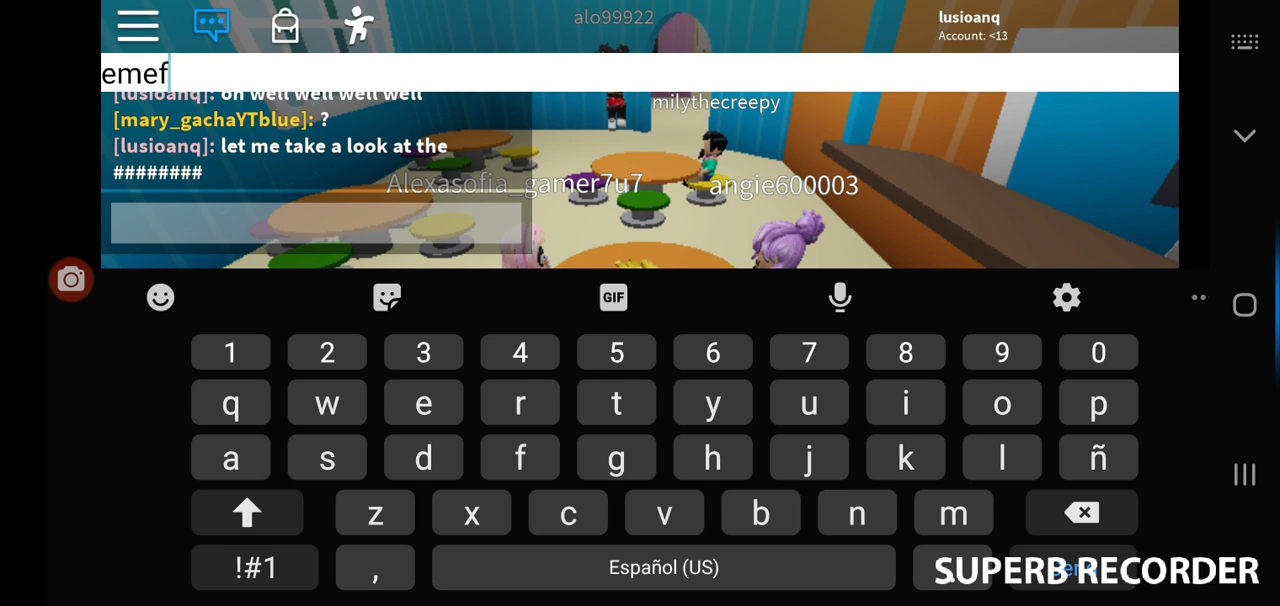 alo99922
lusioanq
Account: <13
emef
[lusioanq]: oh well well well well
milythecreepy
[mary_gachaYTblue]: ?
[lusioanq]: let me take a look at the
########
Alexasofia_gamer7u7
angie600003
GIF
1 2 3 4 5 6 7 8 9 0
q w e r t y u i o p
a s d f g h j k l ñ
z x c v b n m
!#1 , Español (US)
SUPERB RECORDER